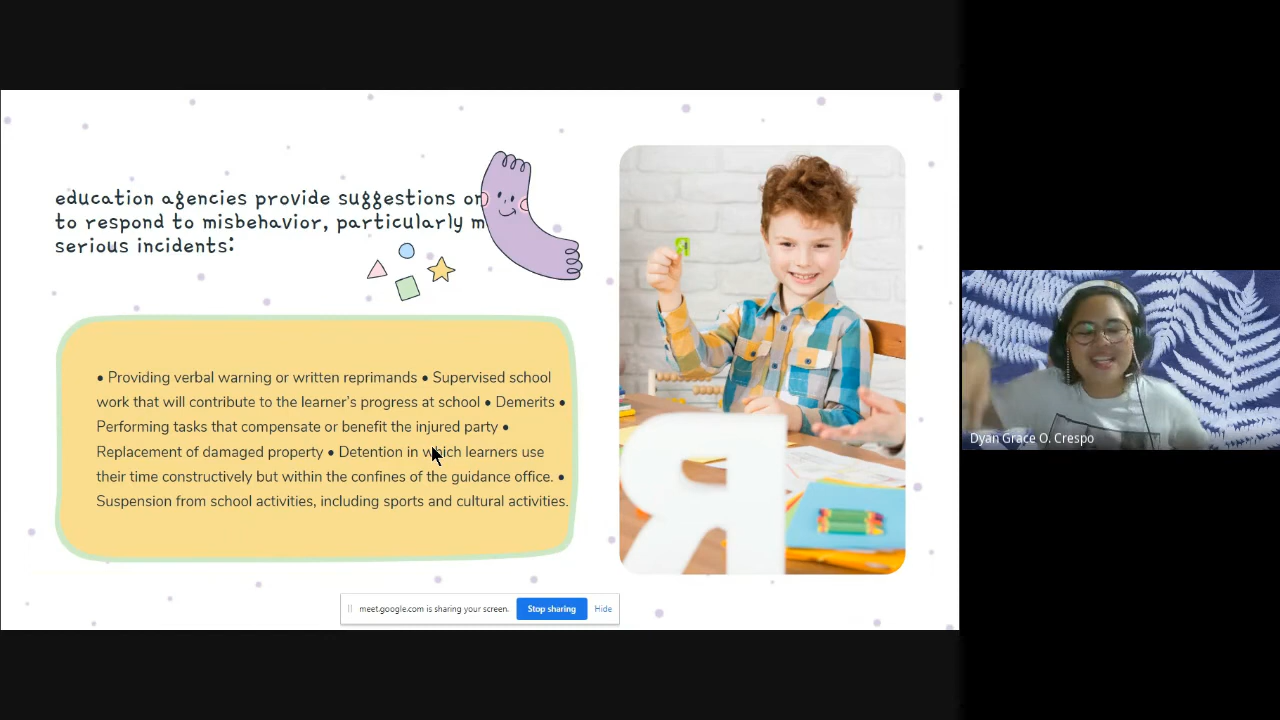 education agencies provide suggestions on
to respond to misbehavior, particularly m
serious incidents:
• Providing verbal warning or written reprimands • Supervised school
work that will contribute to the learner’s progress at school • Demerits •
Performing tasks that compensate or benefit the injured party •
Replacement of damaged property • Detention in which learners use
their time constructively but within the confines of the guidance office. •
Suspension from school activities, including sports and cultural activities.
meet.google.com is sharing your screen.
Stop sharing
Hide
Dyan Grace O. Crespo